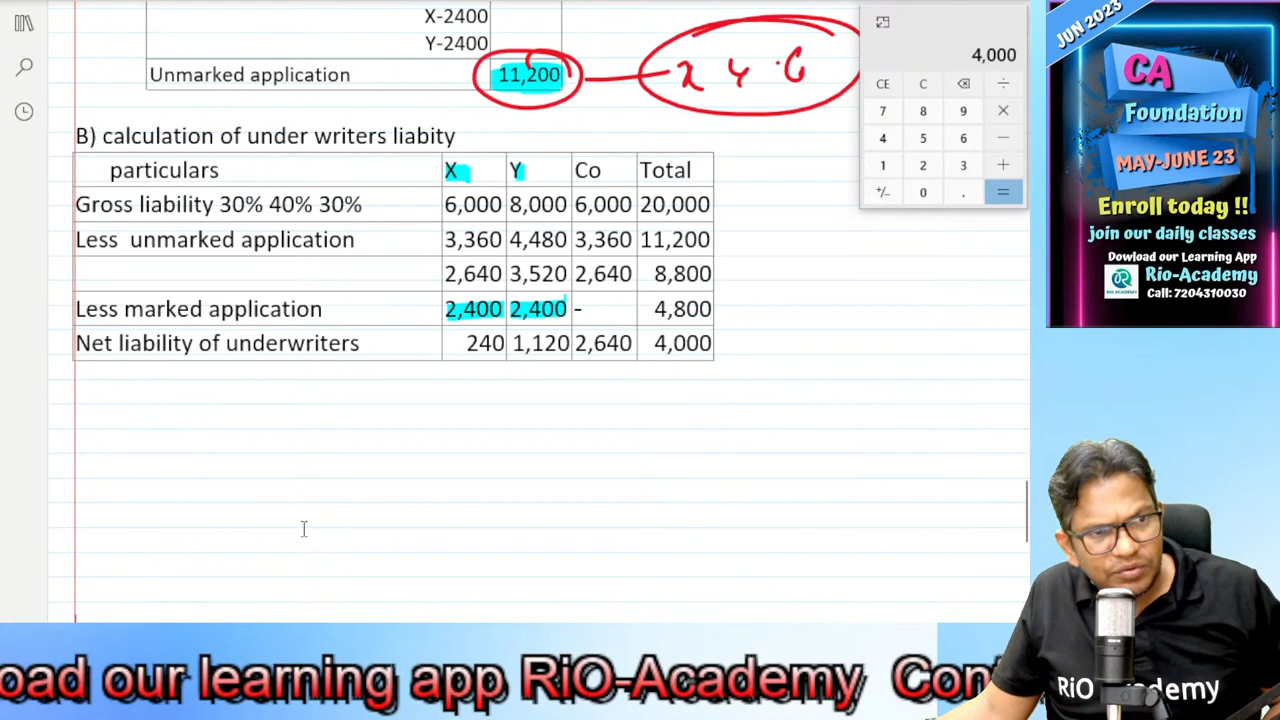 X-2400
Y-2400
Unmarked application 11,200
x y c
B) calculation of under writers liabity
particulars X Y Co Total
Gross liability 30% 40% 30% 6,000 8,000 6,000 20,000
Less unmarked application 3,360 4,480 3,360 11,200
2,640 3,520 2,640 8,800
Less marked application 2,400 2,400 - 4,800
Net liability of underwriters 240 1,120 2,640 4,000
4,000
CE C ⌫ ÷
7 8 9 ×
4 5 6 −
1 2 3 +
+/− 0 . =
JUN 2023
CA
Foundation
MAY-JUNE 23
Enroll today !!
join our daily classes
Dowload our Learning App
Rio-Academy
RIO ACADEMY
Call: 7204310030
RiO Academy
oad our learning app RiO-Academy Con